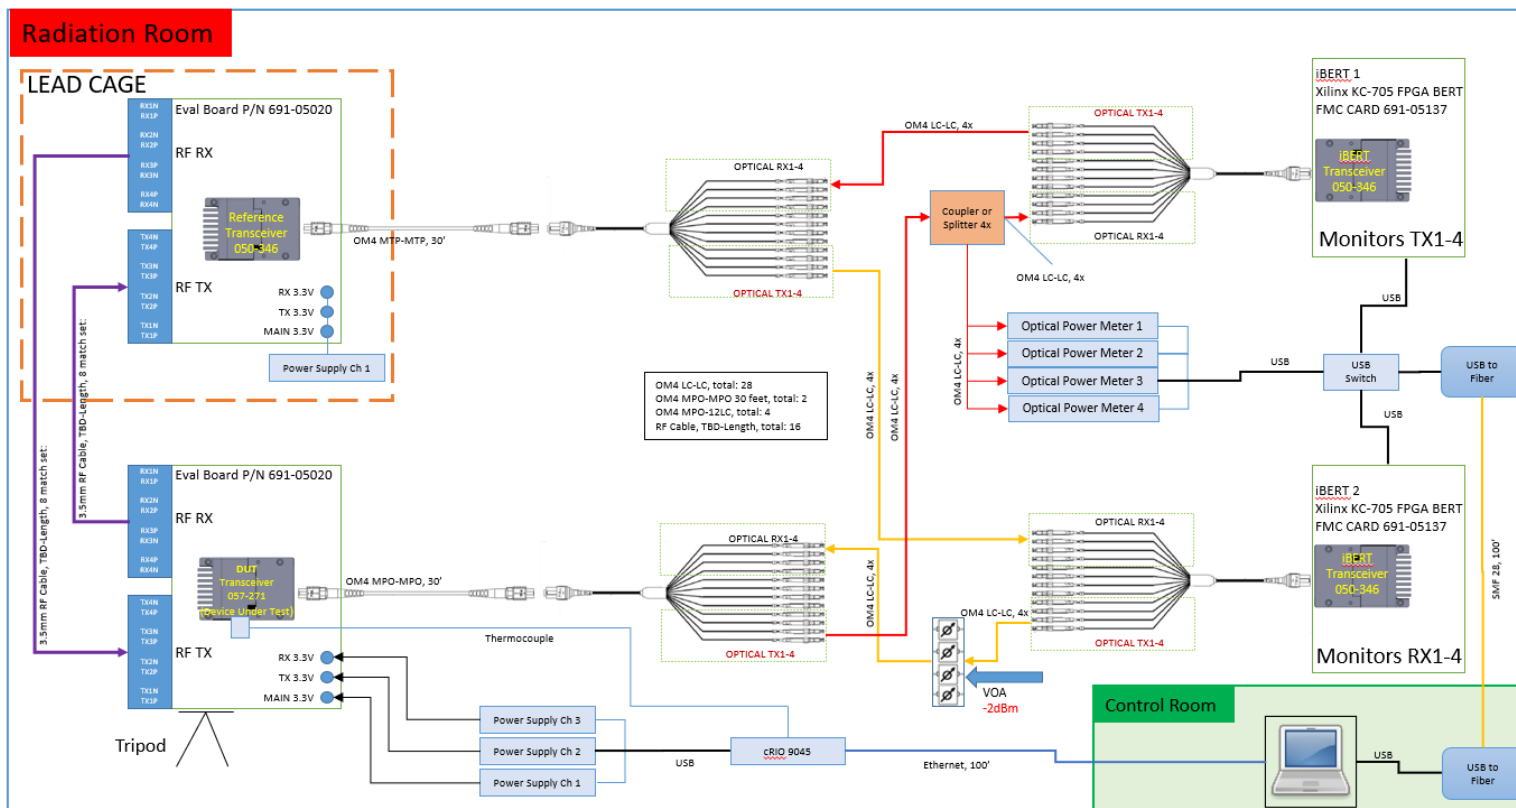 Radiation Room
LEAD CAGE
Eval Board P/N 691-05020
RX1N
RX1P
RX2N
RX2P
RX3P
RX3N
RX4P
RX4N
RF RX
Reference
Transceiver
050-346
TX4N
TX4P
TX3N
TX3P
TX2N
TX2P
TX1N
TX1P
RF TX
RX 3.3V
TX 3.3V
MAIN 3.3V
Power Supply Ch 1
OM4 MTP-MTP, 30'
OPTICAL RX1-4
OPTICAL TX1-4
OM4 LC-LC, 4x
OPTICAL TX1-4
OPTICAL RX1-4
Coupler or
Splitter 4x
OM4 LC-LC, 4x
iBERT 1
Xilinx KC-705 FPGA BERT
FMC CARD 691-05137
iBERT
Transceiver
050-346
Monitors TX1-4
USB
Optical Power Meter 1
Optical Power Meter 2
Optical Power Meter 3
Optical Power Meter 4
OM4 LC-LC, 4x
USB
USB
Switch
USB to
Fiber
USB
OM4 LC-LC, total: 28
OM4 MPO-MPO 30 feet, total: 2
OM4 MPO-12LC, total: 4
RF Cable, TBD-Length, total: 16
OM4 LC-LC, 4x
OM4 LC-LC, 4x
3.5mm RF Cable, TBD-Length, 8 match set:
3.5mm RF Cable, TBD-Length, 8 match set:
Eval Board P/N 691-05020
RX1N
RX1P
RX2N
RX2P
RX3P
RX3N
RX4P
RX4N
RF RX
DUT
Transceiver
057-271
(Device Under Test)
TX4N
TX4P
TX3N
TX3P
TX2N
TX2P
TX1N
TX1P
RF TX
RX 3.3V
TX 3.3V
MAIN 3.3V
OM4 MPO-MPO, 30'
Thermocouple
OPTICAL RX1-4
OPTICAL TX1-4
OM4 LC-LC, 4x
OM4 LC-LC, 4x
OPTICAL RX1-4
OPTICAL TX1-4
VOA
-2dBm
iBERT 2
Xilinx KC-705 FPGA BERT
FMC CARD 691-05137
iBERT
Transceiver
050-346
Monitors RX1-4
SMF 28, 100'
Tripod
Power Supply Ch 3
Power Supply Ch 2
Power Supply Ch 1
USB
cRIO 9045
Ethernet, 100'
Control Room
USB
USB to
Fiber